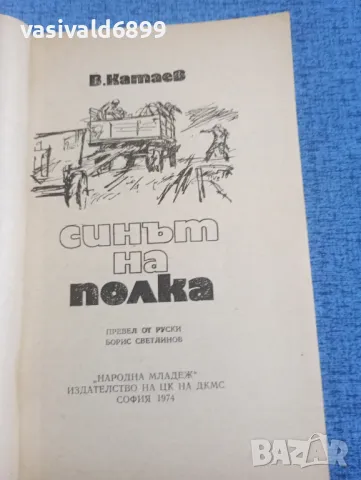 vasivald6899
В.Катаев
синът
на
полка
ПРЕВЕЛ ОТ РУСКИ
БОРИС СВЕТЛИНОВ
„НАРОДНА МЛАДЕЖ"
ИЗДАТЕЛСТВО НА ЦК НА ДКМС
СОФИЯ 1974
BAZAR